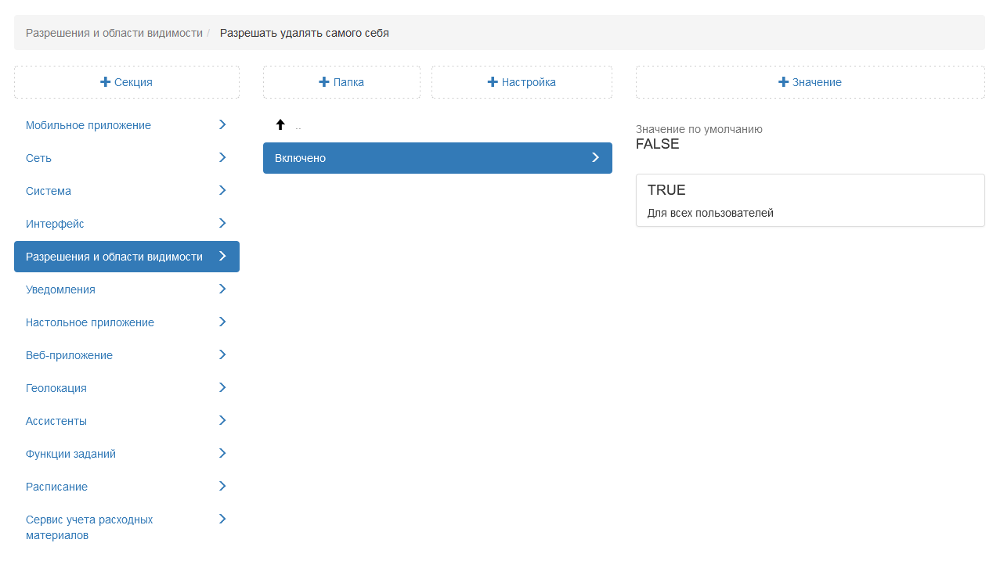 Разрешения и области видимости / Разрешать удалять самого себя
Секция
Папка
Настройка
Значение
Мобильное приложение
Сеть
Система
Интерфейс
Разрешения и области видимости
Уведомления
Настольное приложение
Веб-приложение
Геолокация
Ассистенты
Функции заданий
Расписание
Сервис учета расходных
материалов
..
Включено
Значение по умолчанию
FALSE
TRUE
Для всех пользователей